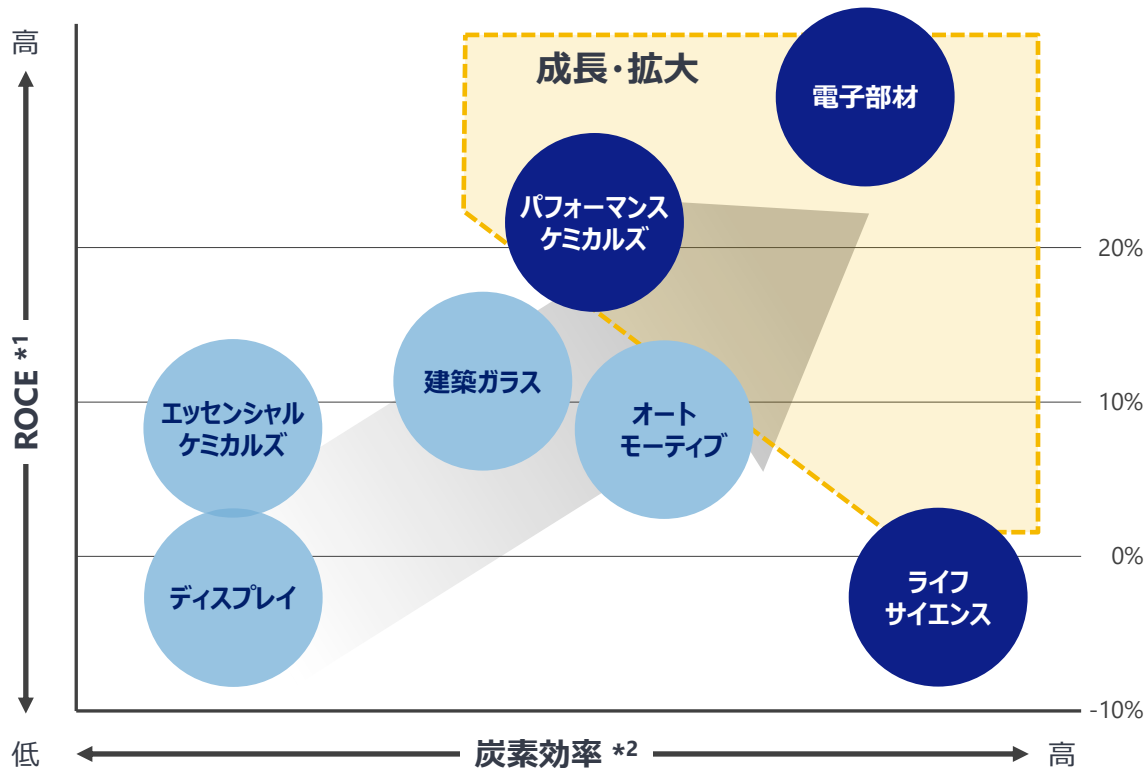 高
成長・拡大
電子部材
パフォーマンス
ケミカルズ
20%
建築ガラス
エッセンシャル
ケミカルズ
オート
モーティブ
10%
ROCE *1
0%
ディスプレイ
ライフ
サイエンス
-10%
低
炭素効率 *2
高